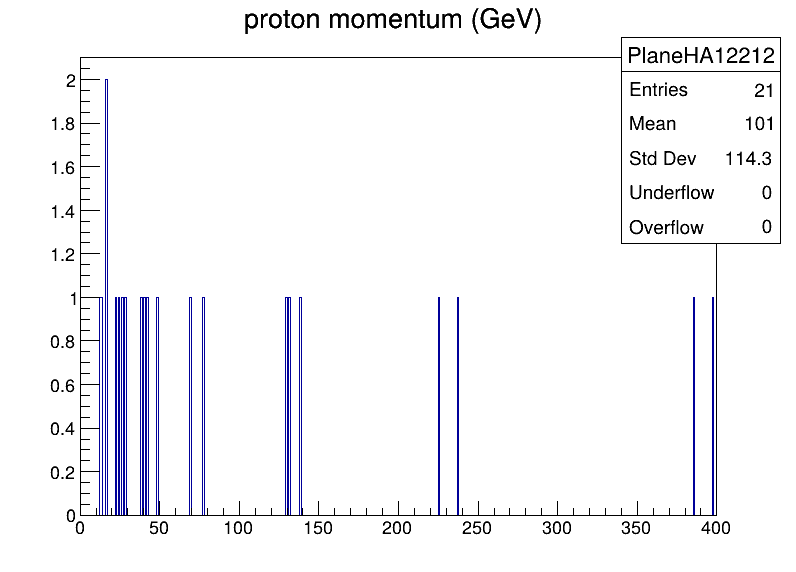 proton momentum (GeV)
PlaneHA12212
Entries 21
Mean 101
Std Dev 114.3
Underflow 0
Overflow 0
2
1.8
1.6
1.4
1.2
1
0.8
0.6
0.4
0.2
0
0 50 100 150 200 250 300 350 400